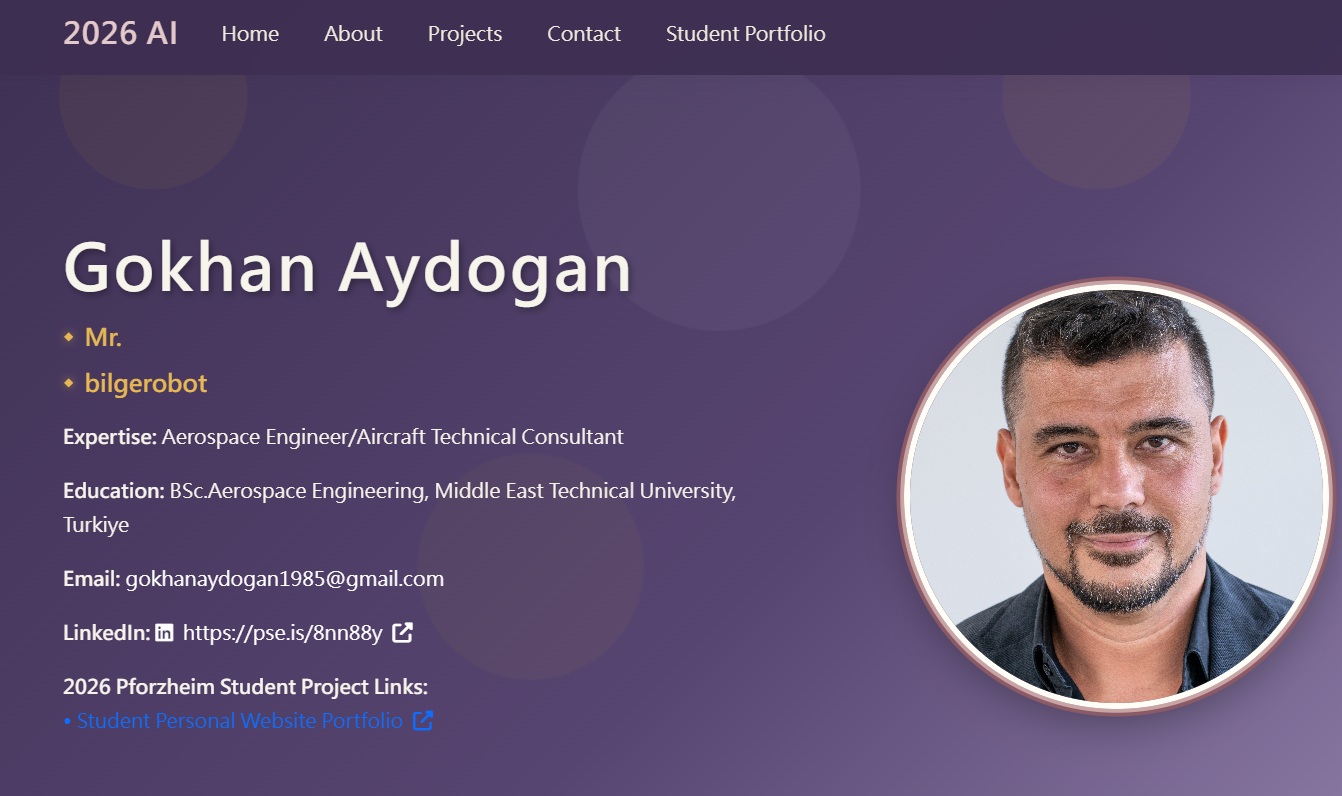 2026 AI Home About Projects Contact Student Portfolio
Gokhan Aydogan
Mr.
bilgerobot
Expertise: Aerospace Engineer/Aircraft Technical Consultant
Education: BSc.Aerospace Engineering, Middle East Technical University,
Turkiye
Email: gokhanaydogan1985@gmail.com
LinkedIn: in https://pse.is/8nn88y
2026 Pforzheim Student Project Links:
• Student Personal Website Portfolio